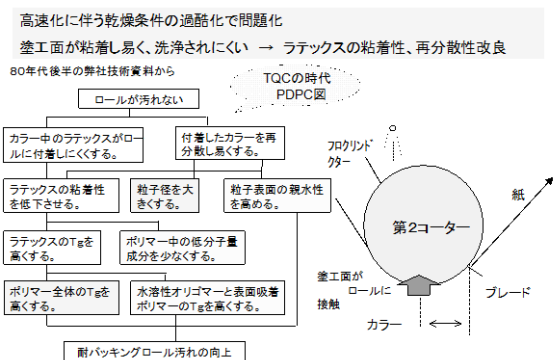 高速化に伴う乾燥条件の過酷化で問題化
塗工面が粘着し易く、洗浄されにくい → ラテックスの粘着性、再分散性改良
80年代後半の弊社技術資料から
TQCの時代
PDPC図
ロールが汚れない
カラー中のラテックスがロー
ルに付着しにくくする。
付着したカラーを再
分散し易くする。
ラテックスの粘着性
を低下させる。
粒子径を大
きくする。
粒子表面の親水性
を高める。
ラテックスのTgを
高くする。
ポリマー中の低分子量
成分を少なくする。
ポリマー全体のTgを
高くする。
水溶性オリゴマーと表面吸着
ポリマーのTgを高くする。
耐バッキングロール汚れの向上
フロクリンド
クター
第2コーター
紙
塗工面が
ロールに
接触
ブレード
カラー